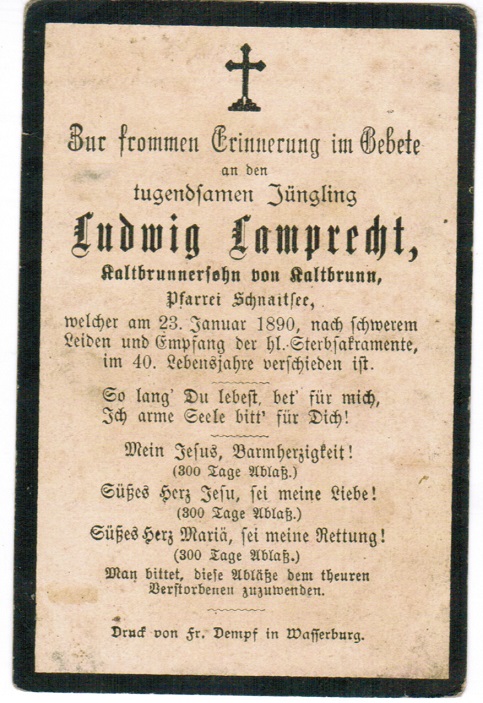 Zur frommen Erinnerung im Gebete
an den
tugendsamen Jüngling
Ludwig Lamprecht,
Kaltbrunnersohn von Kaltbrunn,
Pfarrei Schnaitsee,
welcher am 23. Januar 1890, nach schwerem
Leiden und Empfang der hl. Sterbsakramente,
im 40. Lebensjahre verschieden ist.
So lang' Du lebest, bet' für mich,
Ich arme Seele bitt' für Dich!
Mein Jesus, Barmherzigkeit!
(300 Tage Ablaß.)
Süßes Herz Jesu, sei meine Liebe!
(300 Tage Ablaß.)
Süßes Herz Mariä, sei meine Rettung!
(300 Tage Ablaß.)
Man bittet, diese Abläße dem theuren
Verstorbenen zuzuwenden.
Druck von Fr. Dempf in Wasserburg.